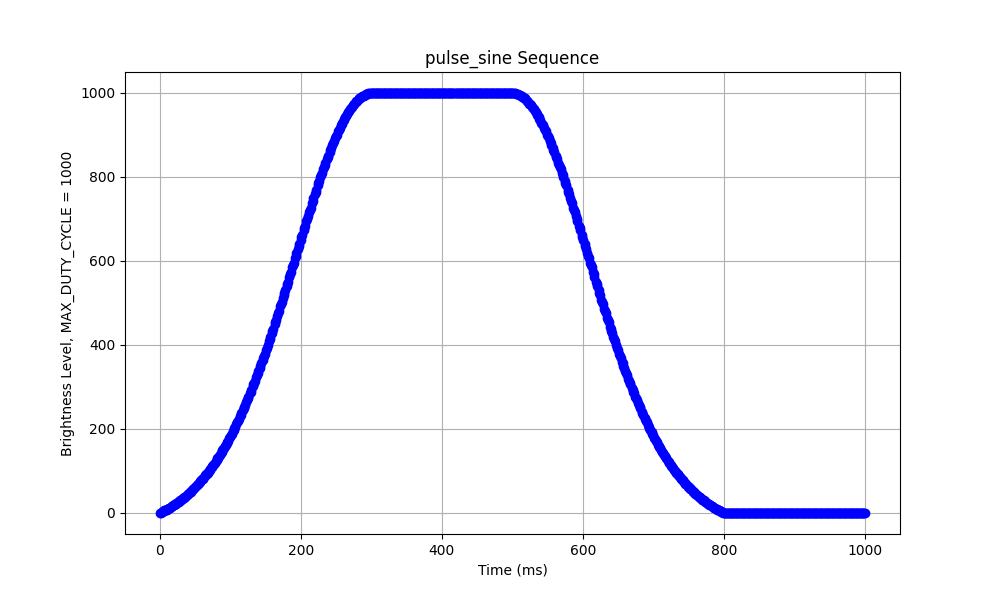 pulse_sine Sequence
Brightness Level, MAX_DUTY_CYCLE = 1000
1000
800
600
400
200
0
0 200 400 600 800 1000
Time (ms)